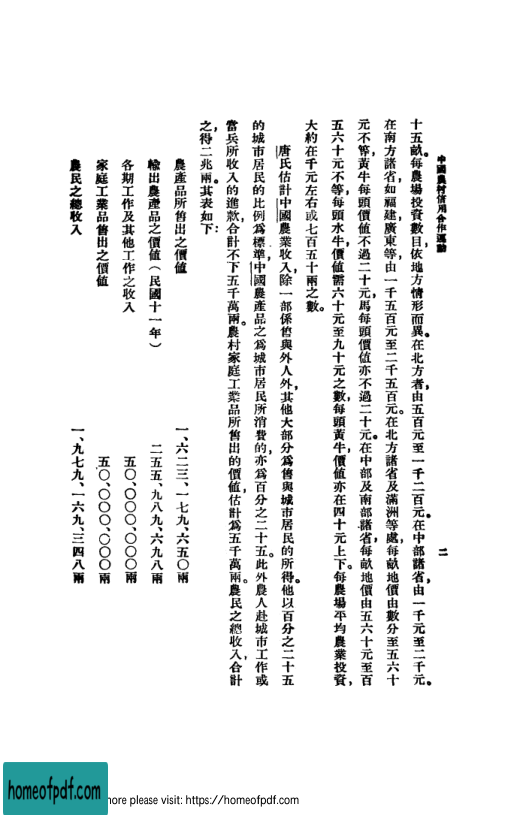 中國農村信用合作運動
二
十五畝。每農場投資數目依地方情形而異。在北方者，由五百元至一千二百元。在中部諸省，由一千元至二千元。
在南方諸省，如福建，廣東等，由一千五百元至二千五百元。在北方諸省及滿洲等處，每畝地價由數分至五六十
元不等，黃牛每頭價值不過二十元，馬每頭價值亦不過二十元。在中部及南部諸省，每畝地價由五六十元至百
五六十元不等，每頭水牛，價值需六十元至九十元之數，每頭黃牛，價值亦在四十元上下。每農場平均農業投資，
大約在千元左右或七百五十兩之數。
唐氏估計中國農業收入，除一部係售與外人外，其他大部分爲售與城市居民的所得。他以百分之二十五
的城市居民的比例爲標準，中國農產品之爲城市居民所消費的，亦爲百分之二十五。此外農人赴城市工作或
當兵所收入的進款，合計不下五千萬兩。農村家庭工業品所售出的價值，估計爲五千萬兩。農民之總收入，合計
之，得二兆兩。其表如下：
農產品所售出之價值 一、六二三、一七九、六五〇兩
輸出農產品之價值（民國十一年） 二五五、九八九、六九八兩
各期工作及其他工作之收入 五〇、〇〇〇、〇〇〇兩
家庭工業品售出之價值 五〇、〇〇〇、〇〇〇兩
農民之總收入 一、九七九、一六九、三四八兩
homeofpdf.com
more please visit: https://homeofpdf.com